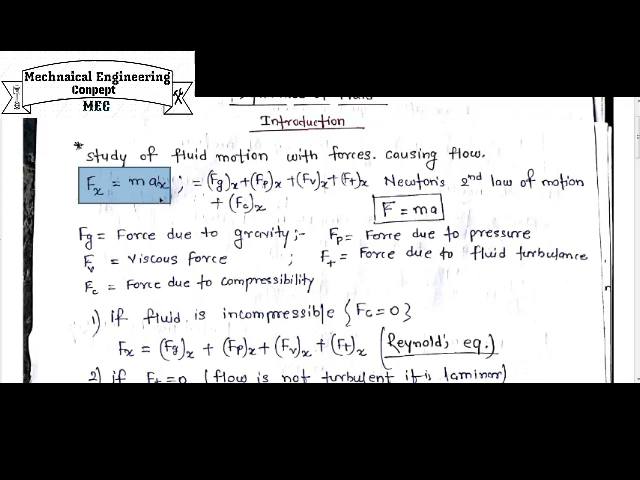 Mechnaical Engineering
Conpept
MEC
Introduction
* study of fluid motion with forces. causing flow.
Fx = max ; = (Fg)x + (Fp)x + (Fv)x + (Ft)x Newton's 2nd law of motion
+ (Fc)x F = ma
Fg = Force due to gravity;- Fp = Force due to pressure
Fv = Viscous force ; Ft = Force due to fluid turbulance
Fc = Force due to compressibility
1) if fluid is incompressible {Fc = 0}
Fx = (Fg)x + (Fp)x + (Fv)x + (Ft)x (Reynold's eq.)
2) if Ft = 0 (flow is not turbulent it is laminar)